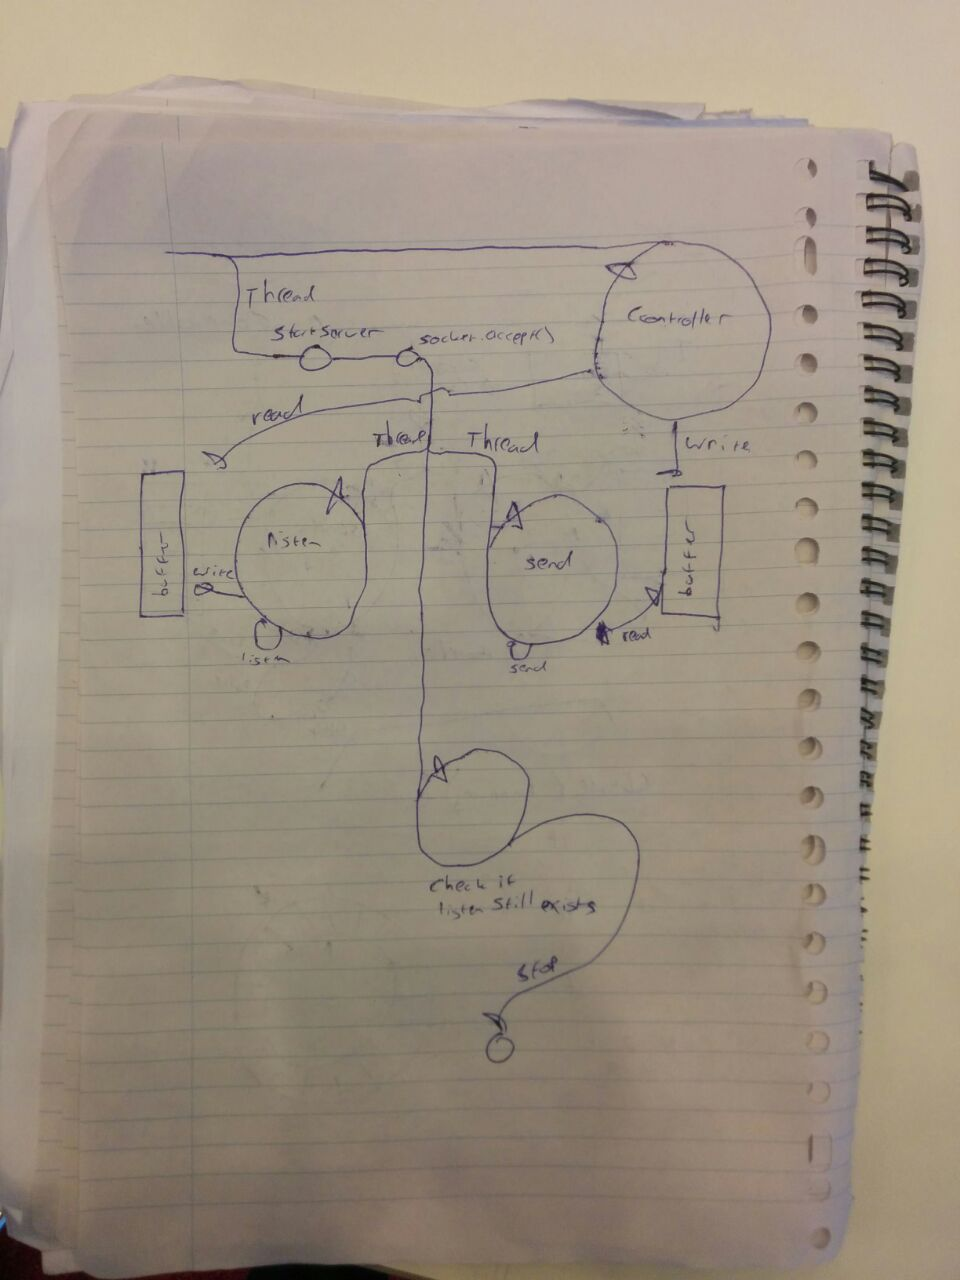 Thread
Controller
StartServer
socket.accept()
read
Thread
Thread
write
listen
send
buffer
buffer
write
read
listen
send
Check if
listen still exists
Stop